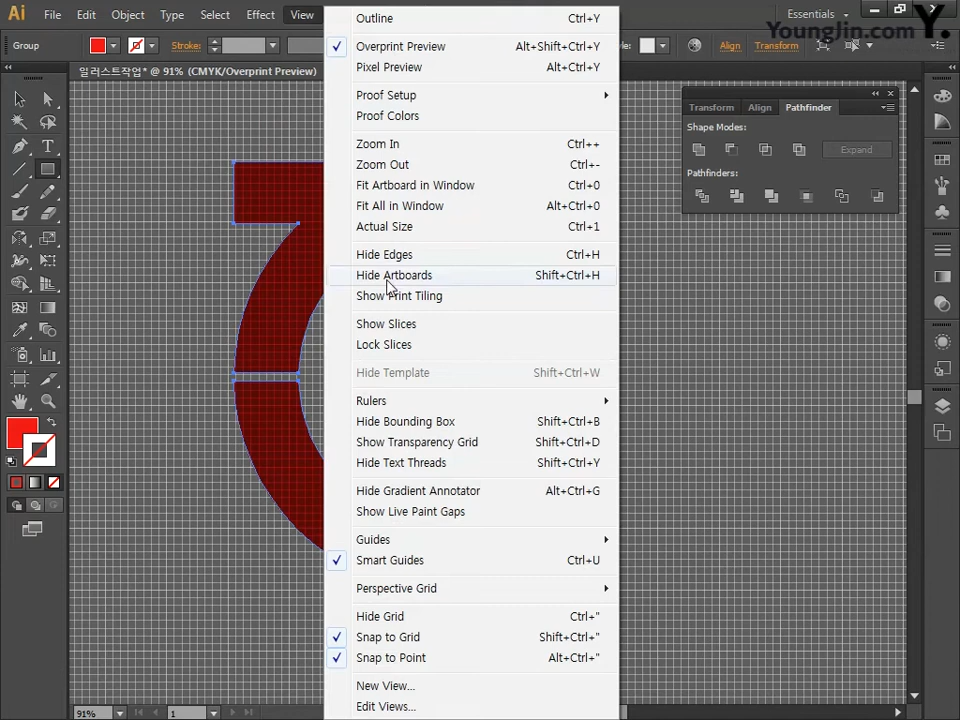 Ai File Edit Object Type Select Effect View Essentials
YoungJin.com Y.
Group Stroke: Align Transform
일러스트작업* @ 91% (CMYK/Overprint Preview)
Outline Ctrl+Y
Overprint Preview Alt+Shift+Ctrl+Y
Pixel Preview Alt+Ctrl+Y
Proof Setup
Proof Colors
Zoom In Ctrl++
Zoom Out Ctrl+-
Fit Artboard in Window Ctrl+0
Fit All in Window Alt+Ctrl+0
Actual Size Ctrl+1
Hide Edges Ctrl+H
Hide Artboards Shift+Ctrl+H
Show Print Tiling
Show Slices
Lock Slices
Hide Template Shift+Ctrl+W
Rulers
Hide Bounding Box Shift+Ctrl+B
Show Transparency Grid Shift+Ctrl+D
Hide Text Threads Shift+Ctrl+Y
Hide Gradient Annotator Alt+Ctrl+G
Show Live Paint Gaps
Guides
Smart Guides Ctrl+U
Perspective Grid
Hide Grid Ctrl+"
Snap to Grid Shift+Ctrl+"
Snap to Point Alt+Ctrl+"
New View...
Edit Views...
Transform Align Pathfinder
Shape Modes:
Expand
Pathfinders:
91% 1